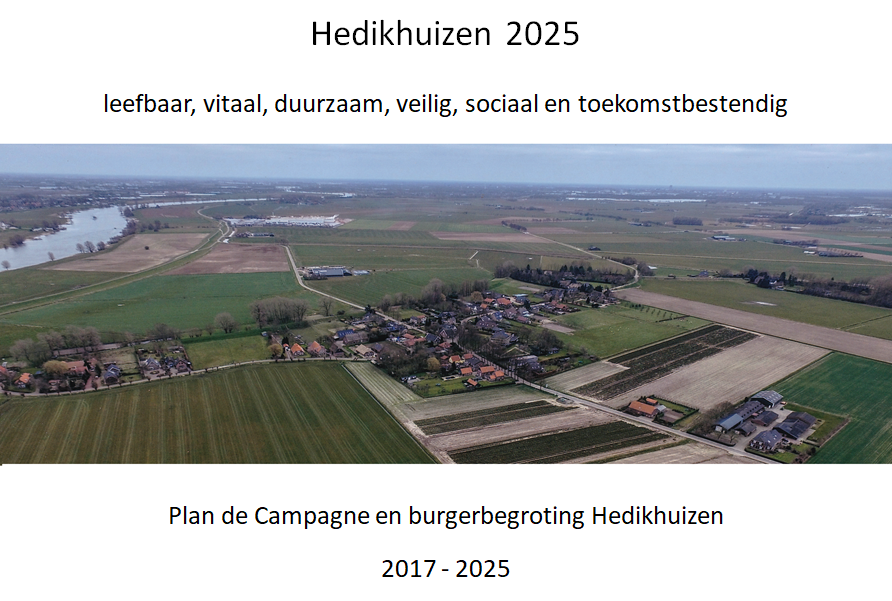 Hedikhuizen 2025
leefbaar, vitaal, duurzaam, veilig, sociaal en toekomstbestendig
Plan de Campagne en burgerbegroting Hedikhuizen
2017 - 2025